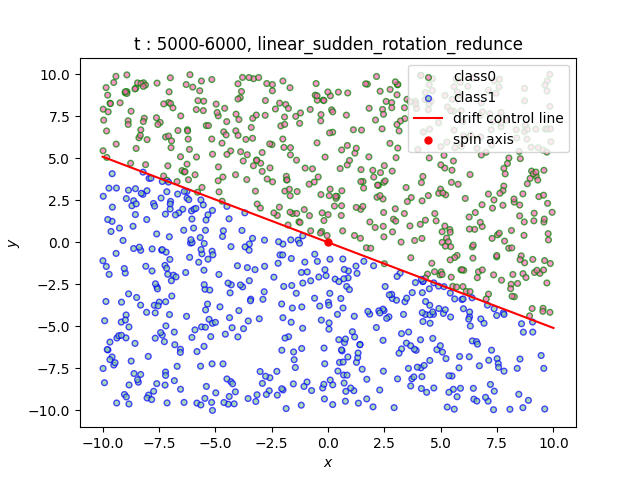 t : 5000-6000, linear_sudden_rotation_redunce
class0
class1
drift control line
spin axis
10.0
7.5
5.0
2.5
0.0
−2.5
−5.0
−7.5
−10.0
y
−10.0 −7.5 −5.0 −2.5 0.0 2.5 5.0 7.5 10.0
x